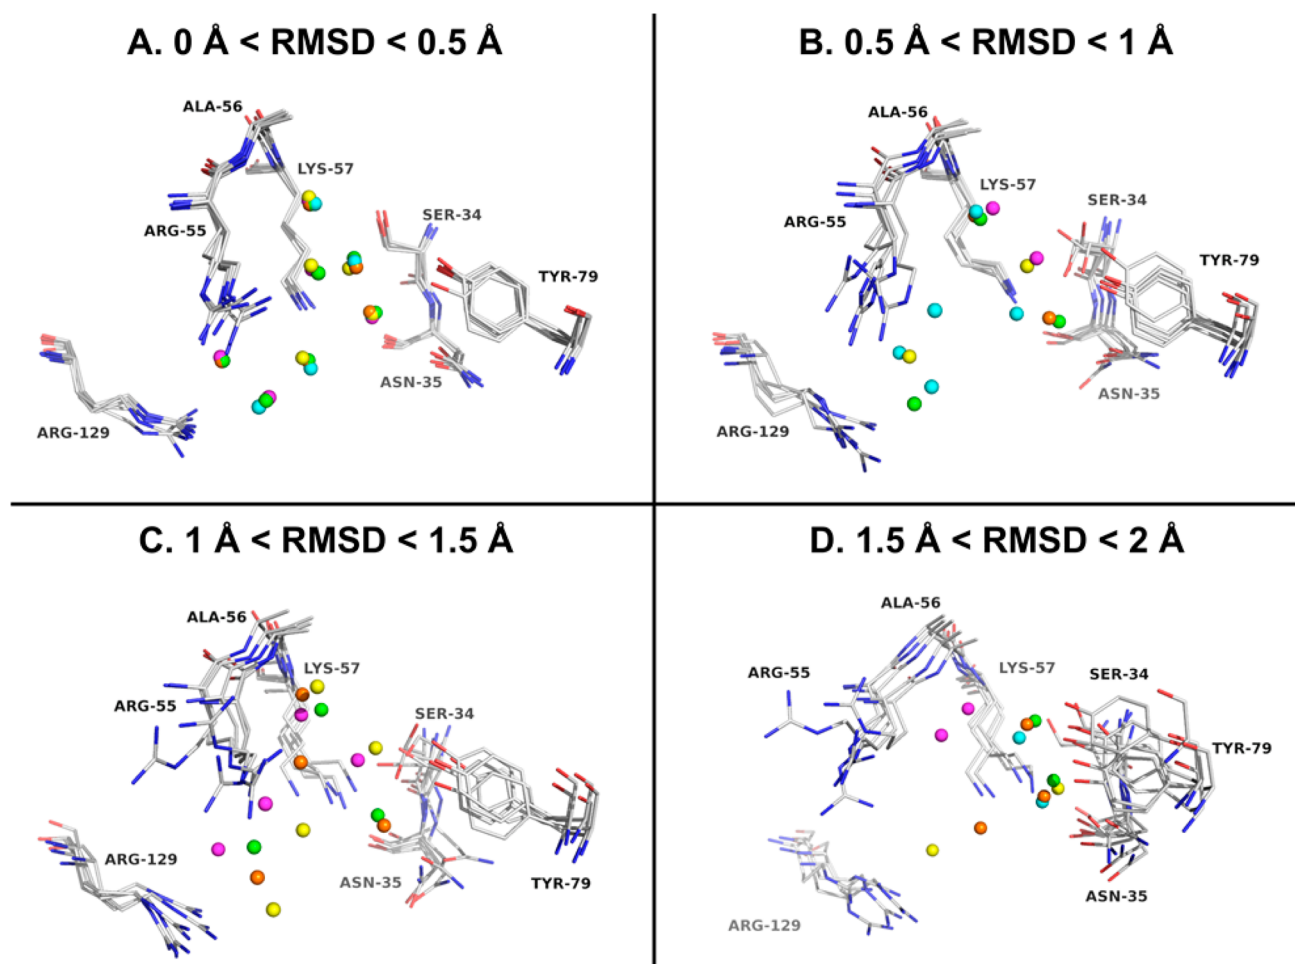 A. 0 Å < RMSD < 0.5 Å
ALA-56
LYS-57
SER-34
ARG-55
TYR-79
ASN-35
ARG-129
B. 0.5 Å < RMSD < 1 Å
ALA-56
LYS-57
SER-34
ARG-55
TYR-79
ASN-35
ARG-129
C. 1 Å < RMSD < 1.5 Å
ALA-56
LYS-57
ARG-55
SER-34
ARG-129
ASN-35
TYR-79
D. 1.5 Å < RMSD < 2 Å
ALA-56
ARG-55
LYS-57
SER-34
TYR-79
ASN-35
ARG-129